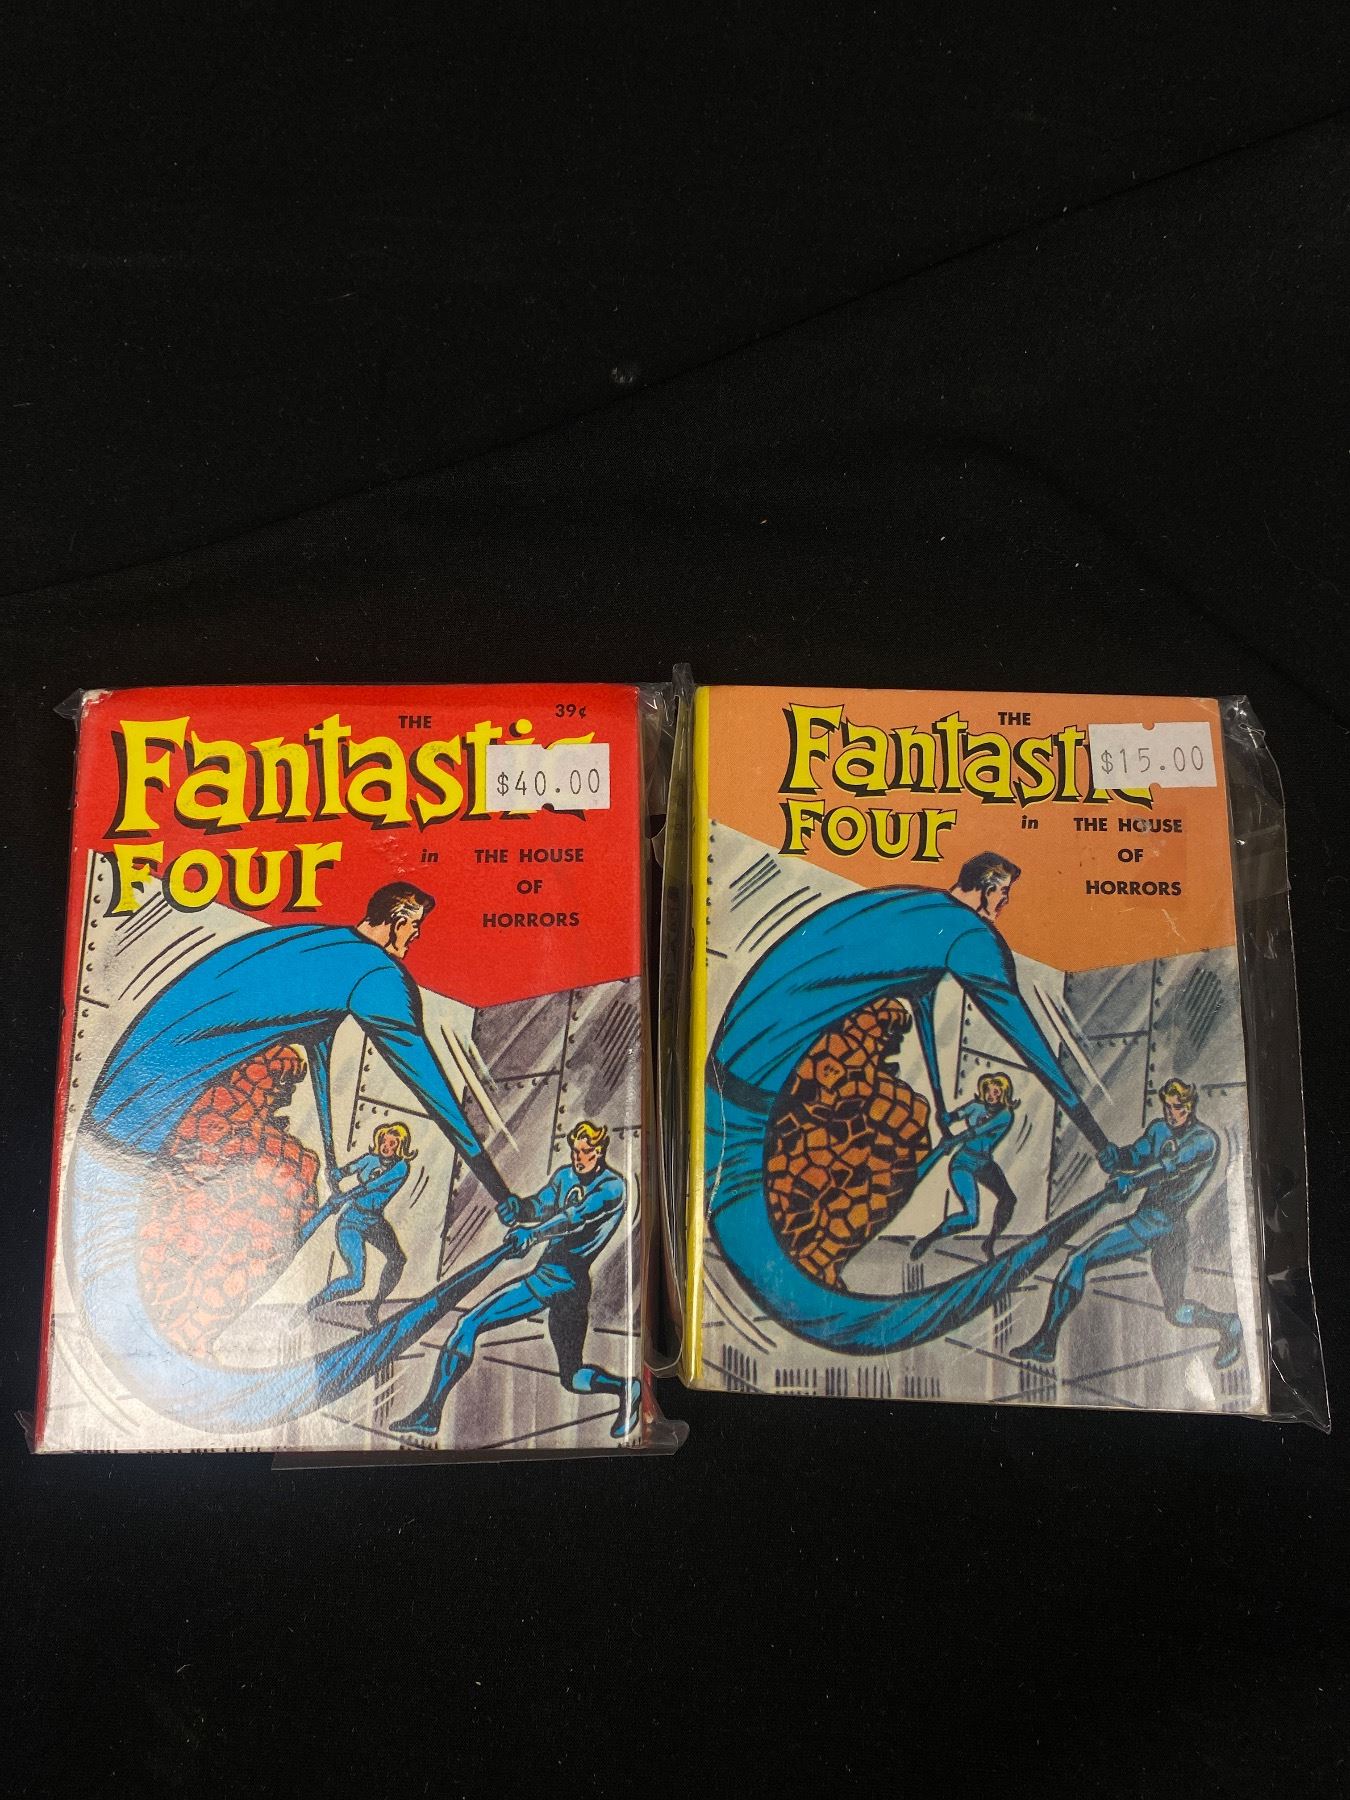 THE
39¢
Fantastic
$40.00
FOUR
in THE HOUSE
OF
HORRORS
THE
Fantastic
$15.00
FOUR
in THE HOUSE
OF
HORRORS